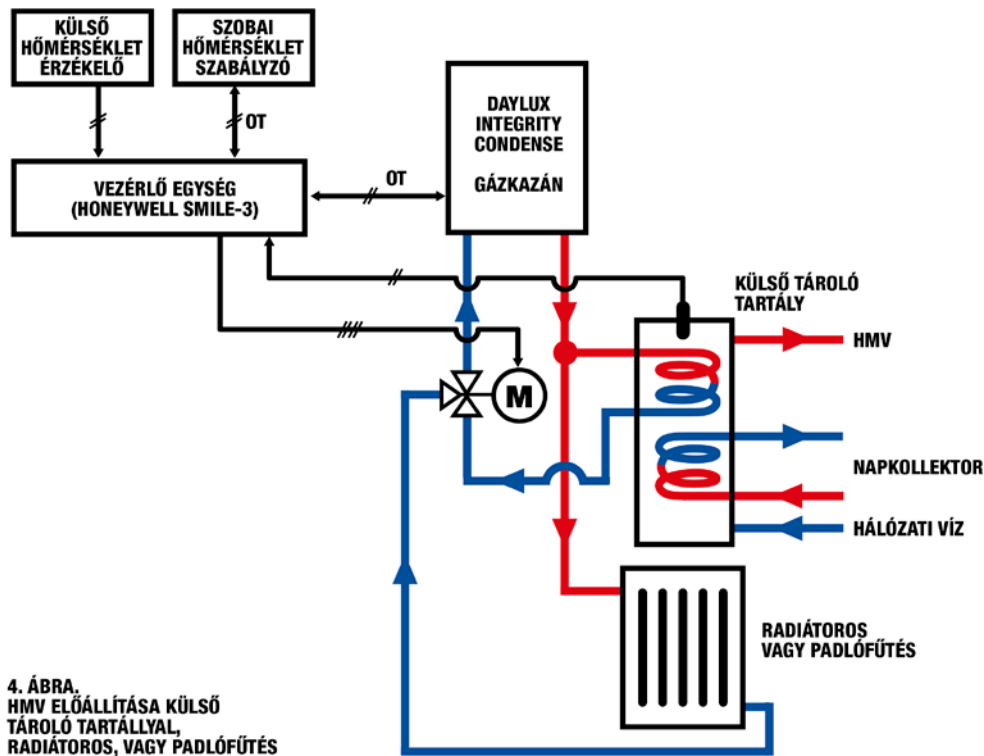 KÜLSŐ
HŐMÉRSÉKLET
ÉRZÉKELŐ
SZOBAI
HŐMÉRSÉKLET
SZABÁLYZÓ
OT
VEZÉRLŐ EGYSÉG
(HONEYWELL SMILE-3)
OT
DAYLUX
INTEGRITY
CONDENSE
GÁZKAZÁN
KÜLSŐ TÁROLÓ
TARTÁLY
HMV
M
NAPKOLLEKTOR
HÁLÓZATI VÍZ
RADIÁTOROS
VAGY PADLÓFŰTÉS
4. ÁBRA.
HMV ELŐÁLLÍTÁSA KÜLSŐ
TÁROLÓ TARTÁLLYAL,
RADIÁTOROS, VAGY PADLÓFŰTÉS